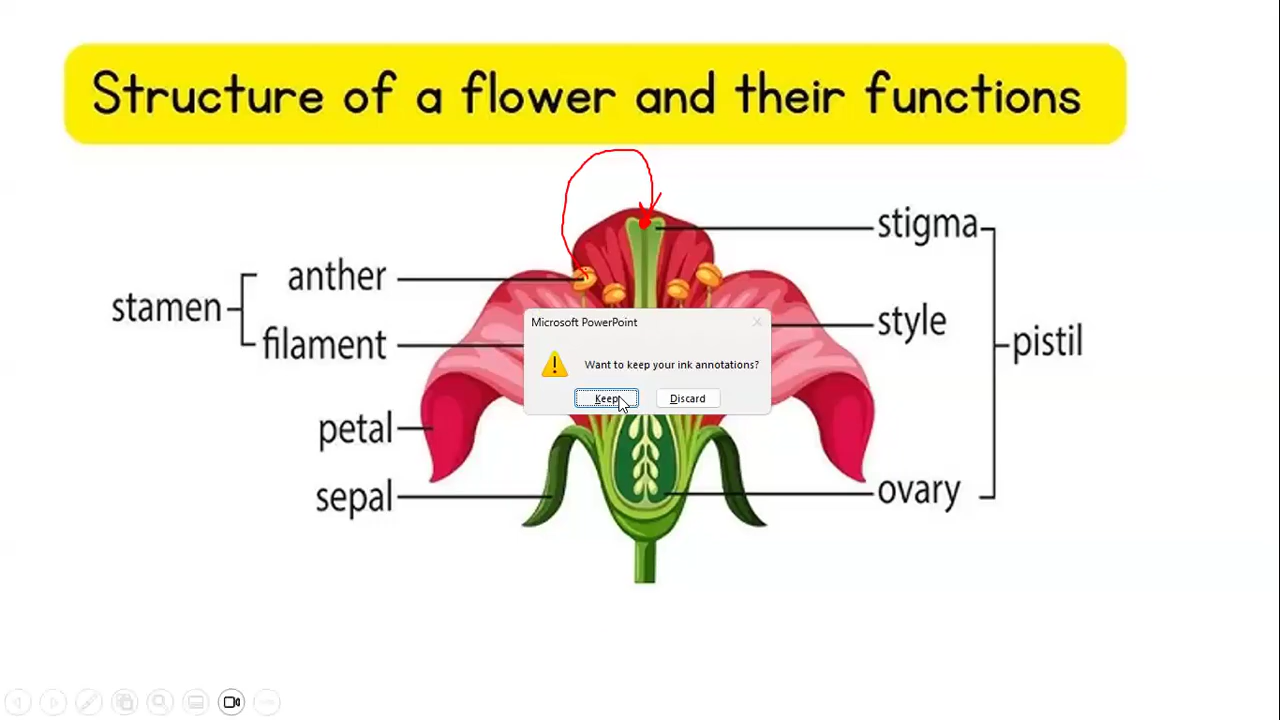 Structure of a flower and their functions
stigma
anther
stamen
style
filament
pistil
Microsoft PowerPoint
Want to keep your ink annotations?
Keep
Discard
petal
sepal
ovary